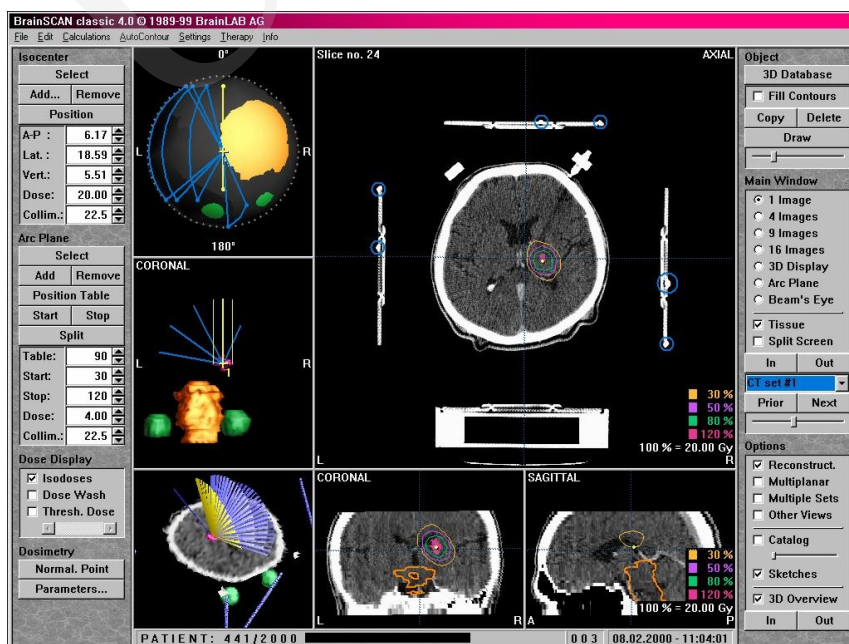 BrainSCAN classic 4.0 © 1989-99 BrainLAB AG
File Edit Calculations AutoContour Settings Therapy Info
Isocenter
Select
Add... Remove
Position
A-P : 6.17
Lat. : 18.59
Vert.: 5.51
Dose: 20.00
Collim.: 22.5
Arc Plane
Select
Add Remove
Position Table
Start Stop
Split
Table: 90
Start: 30
Stop: 120
Dose: 4.00
Collim.: 22.5
Dose Display
Isodoses
Dose Wash
Thresh. Dose
Dosimetry
Normal. Point
Parameters...
0°
L R
180°
CORONAL
L R
Slice no. 24 AXIAL
30 %
50 %
80 %
120 %
100 % = 20.00 Gy
L R
CORONAL
L R
SAGITTAL
30 %
50 %
80 %
120 %
100 % = 20.00 Gy
A P
Object
3D Database
Fill Contours
Copy Delete
Draw
Main Window
1 Image
4 Images
9 Images
16 Images
3D Display
Arc Plane
Beam's Eye
Tissue
Split Screen
In Out
CT set #1
Prior Next
Options
Reconstruct.
Multiplanar
Multiple Sets
Other Views
Catalog
Sketches
3D Overview
In Out
PATIENT: 441/2000 003 08.02.2000 - 11:04:01